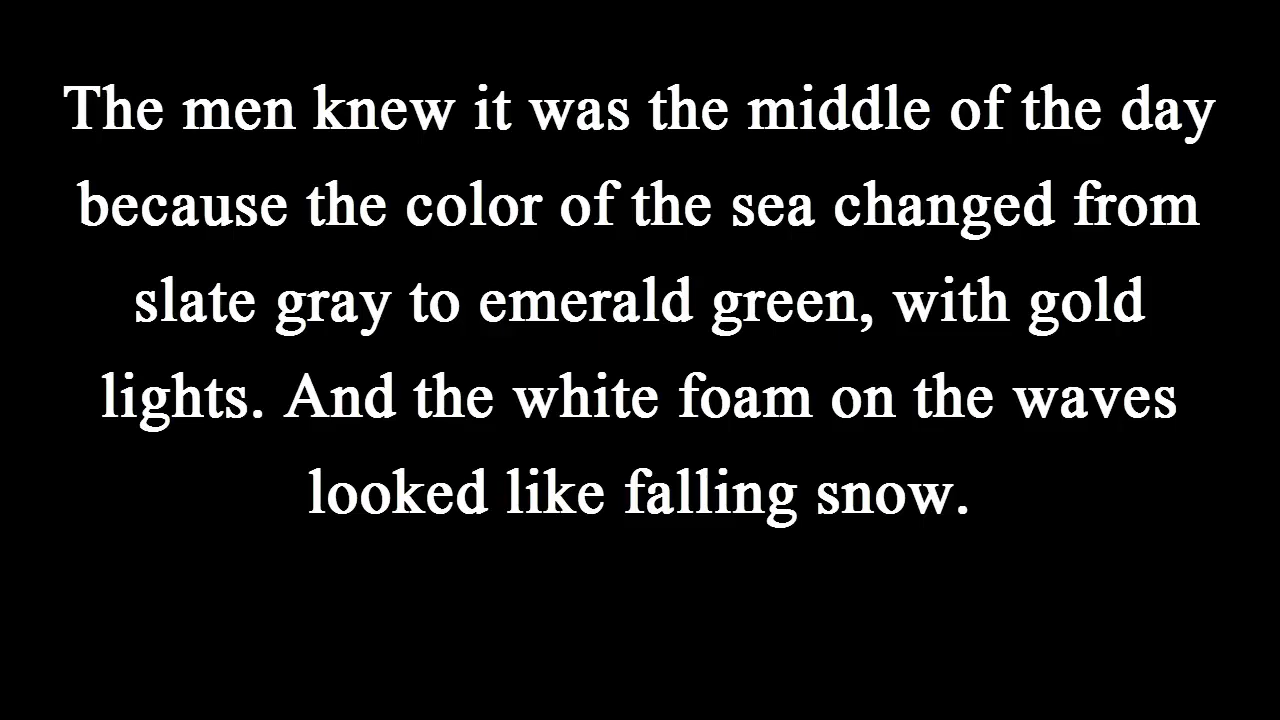 The men knew it was the middle of the day
because the color of the sea changed from
slate gray to emerald green, with gold
lights. And the white foam on the waves
looked like falling snow.